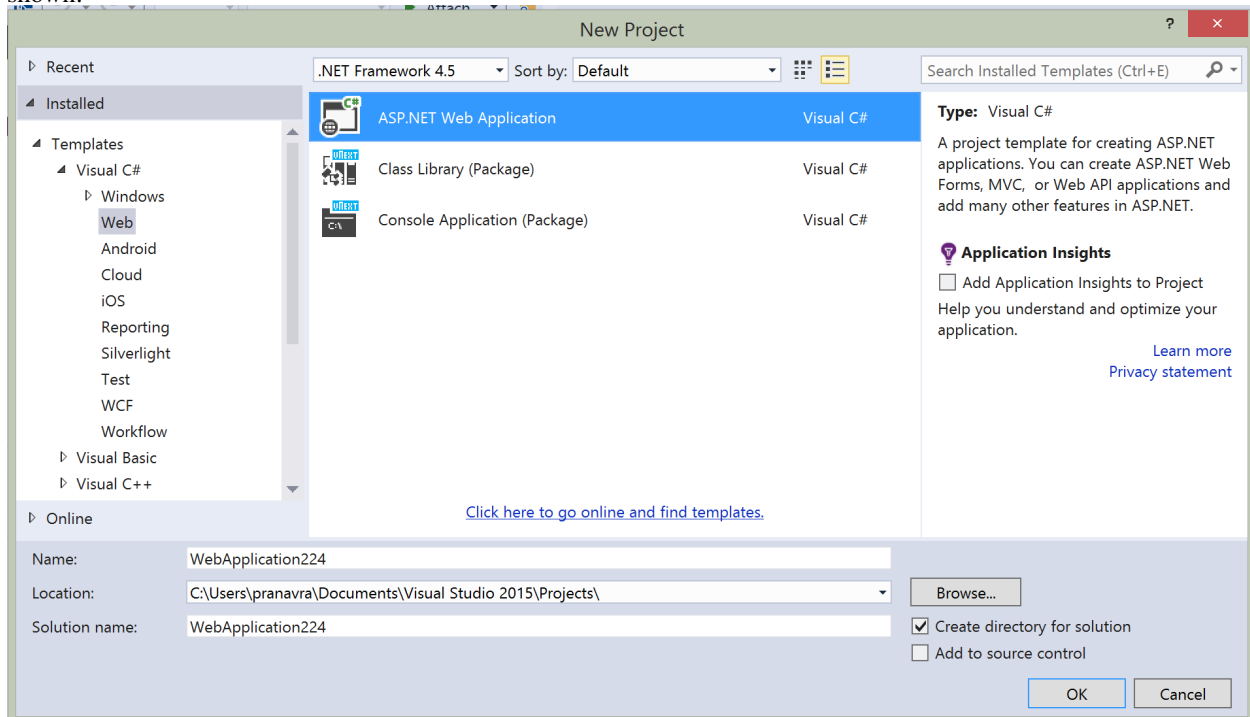 shown.
Attach
New Project
?
Recent
Installed
Templates
Visual C#
Windows
Web
Android
Cloud
iOS
Reporting
Silverlight
Test
WCF
Workflow
Visual Basic
Visual C++
Online
.NET Framework 4.5
Sort by: Default
C#
ASP.NET Web Application Visual C#
Class Library (Package) Visual C#
Console Application (Package) Visual C#
Click here to go online and find templates.
Search Installed Templates (Ctrl+E)
Type: Visual C#
A project template for creating ASP.NET
applications. You can create ASP.NET Web
Forms, MVC, or Web API applications and
add many other features in ASP.NET.
Application Insights
Add Application Insights to Project
Help you understand and optimize your
application.
Learn more
Privacy statement
Name: WebApplication224
Location: C:\Users\pranavra\Documents\Visual Studio 2015\Projects\
Browse...
Solution name: WebApplication224
Create directory for solution
Add to source control
OK
Cancel